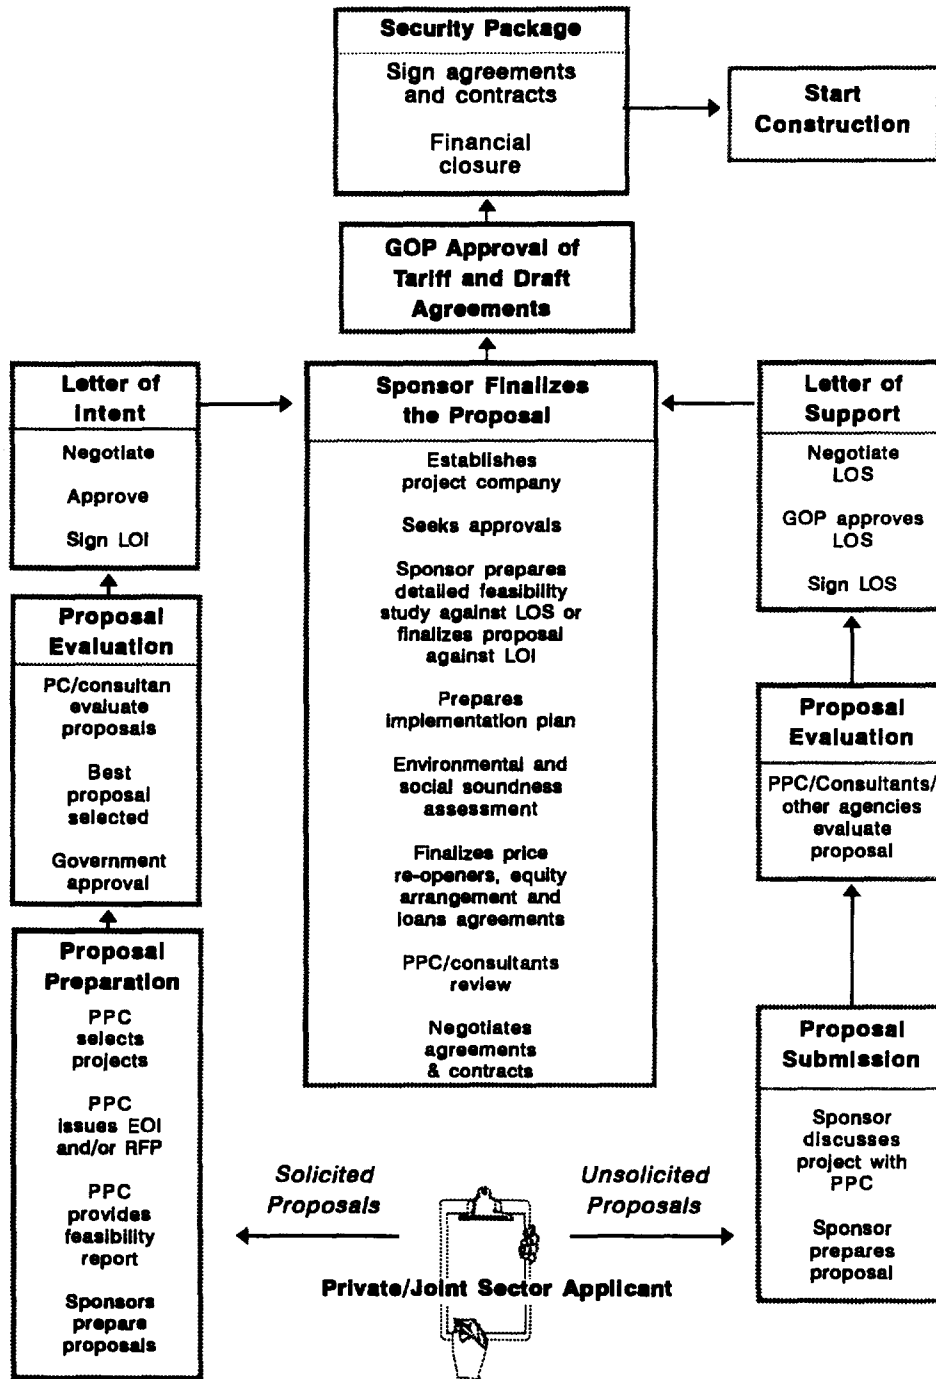 Security Package
Sign agreements
and contracts
Financial
closure
Start
Construction
GOP Approval of
Tariff and Draft
Agreements
Letter of
Intent
Negotiate
Approve
Sign LOI
Sponsor Finalizes
the Proposal
Establishes
project company
Seeks approvals
Sponsor prepares
detailed feasibility
study against LOS or
finalizes proposal
against LOI
Prepares
implementation plan
Environmental and
social soundness
assessment
Finalizes price
re-openers, equity
arrangement and
loans agreements
PPC/consultants
review
Negotiates
agreements
& contracts
Letter of
Support
Negotiate
LOS
GOP approves
LOS
Sign LOS
Proposal
Evaluation
PC/consultan
evaluate
proposals
Best
proposal
selected
Government
approval
Proposal
Evaluation
PPC/Consultants/
other agencies
evaluate
proposal
Proposal
Preparation
PPC
selects
projects
PPC
issues EOI
and/or RFP
PPC
provides
feasibility
report
Sponsors
prepare
proposals
Proposal
Submission
Sponsor
discusses
project with
PPC
Sponsor
prepares
proposal
Solicited
Proposals
Unsolicited
Proposals
Private/Joint Sector Applicant